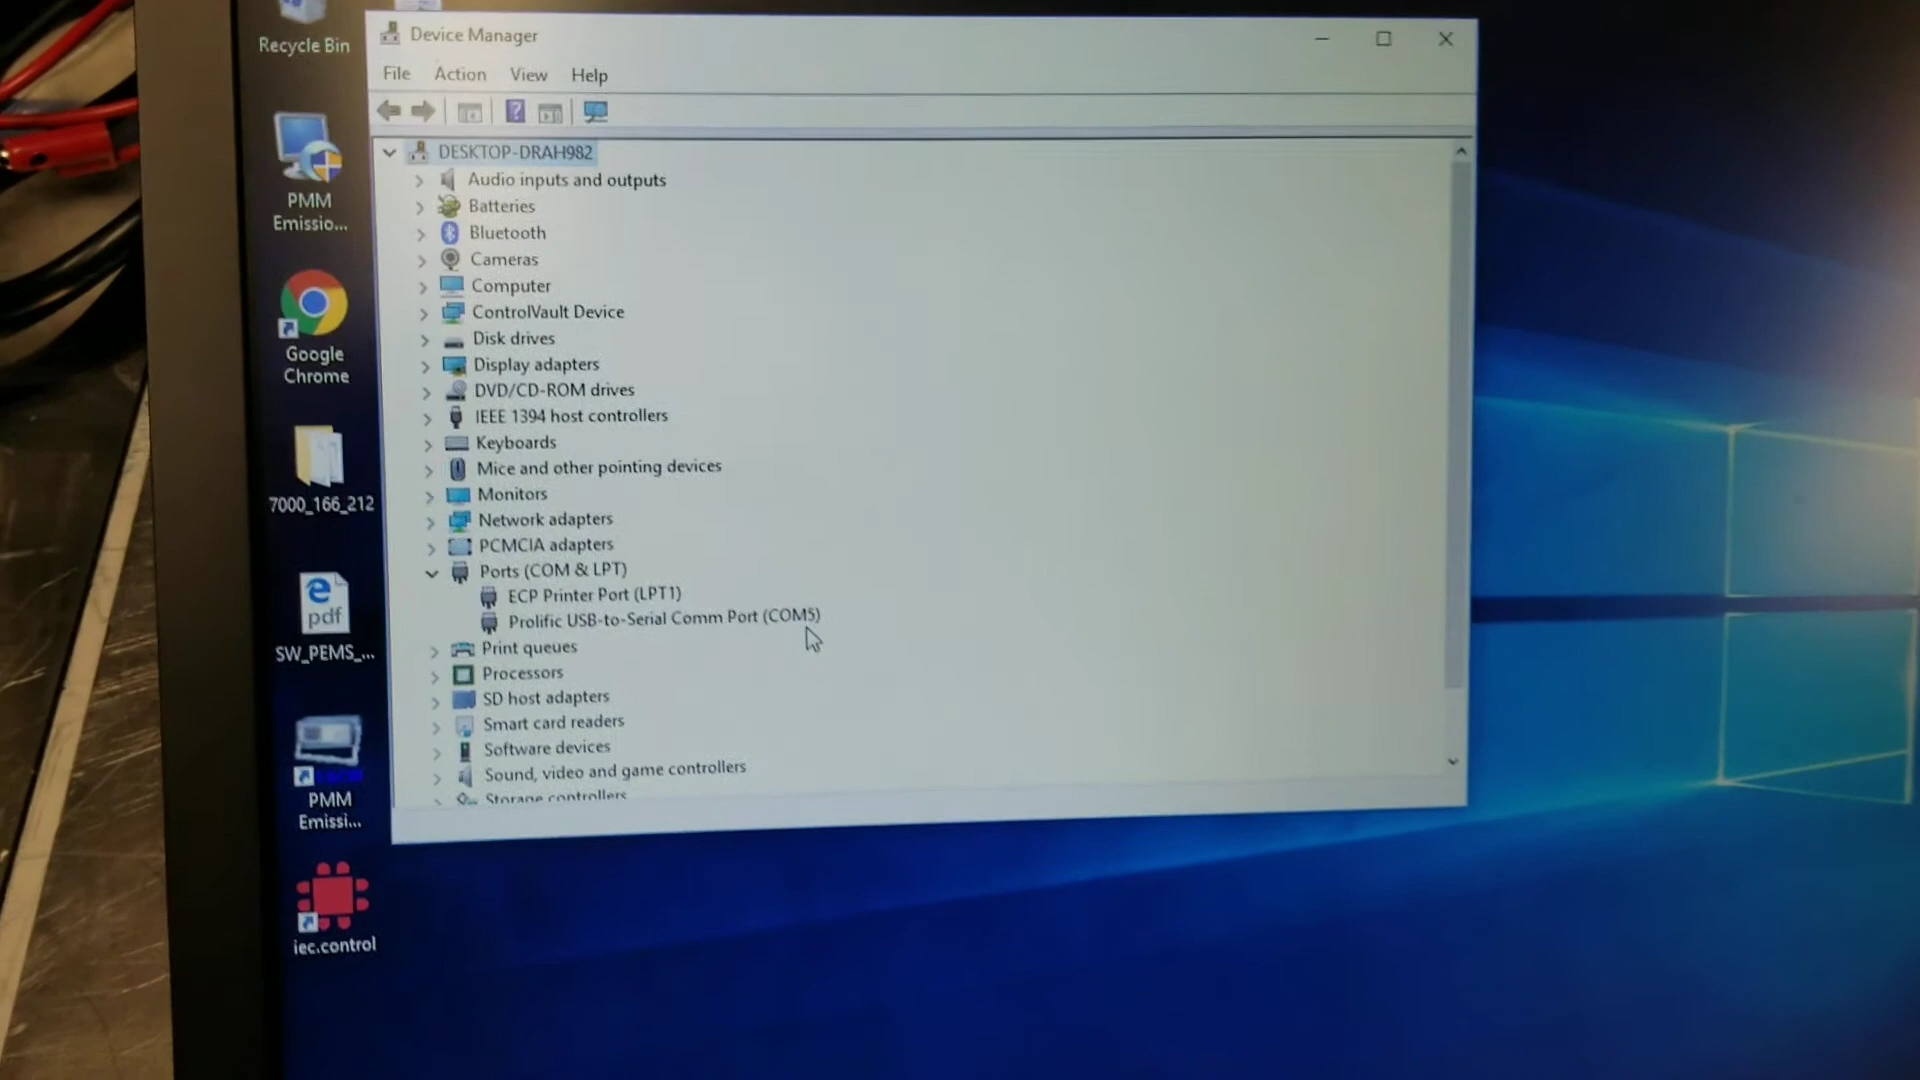 Recycle Bin
PMM
Emissio...
Google
Chrome
7000_166_212
pdf
SW_PEMS_...
PMM
Emissi...
iec.control
Device Manager
File Action View Help
?
DESKTOP-DRAH982
Audio inputs and outputs
Batteries
Bluetooth
Cameras
Computer
ControlVault Device
Disk drives
Display adapters
DVD/CD-ROM drives
IEEE 1394 host controllers
Keyboards
Mice and other pointing devices
Monitors
Network adapters
PCMCIA adapters
Ports (COM & LPT)
ECP Printer Port (LPT1)
Prolific USB-to-Serial Comm Port (COM5)
Print queues
Processors
SD host adapters
Smart card readers
Software devices
Sound, video and game controllers
Storage controllers